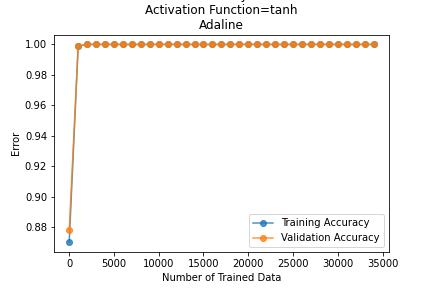 Activation Function=tanh
Adaline
1.00
0.98
0.96
0.94
0.92
0.90
0.88
Error
Training Accuracy
Validation Accuracy
0 5000 10000 15000 20000 25000 30000 35000
Number of Trained Data